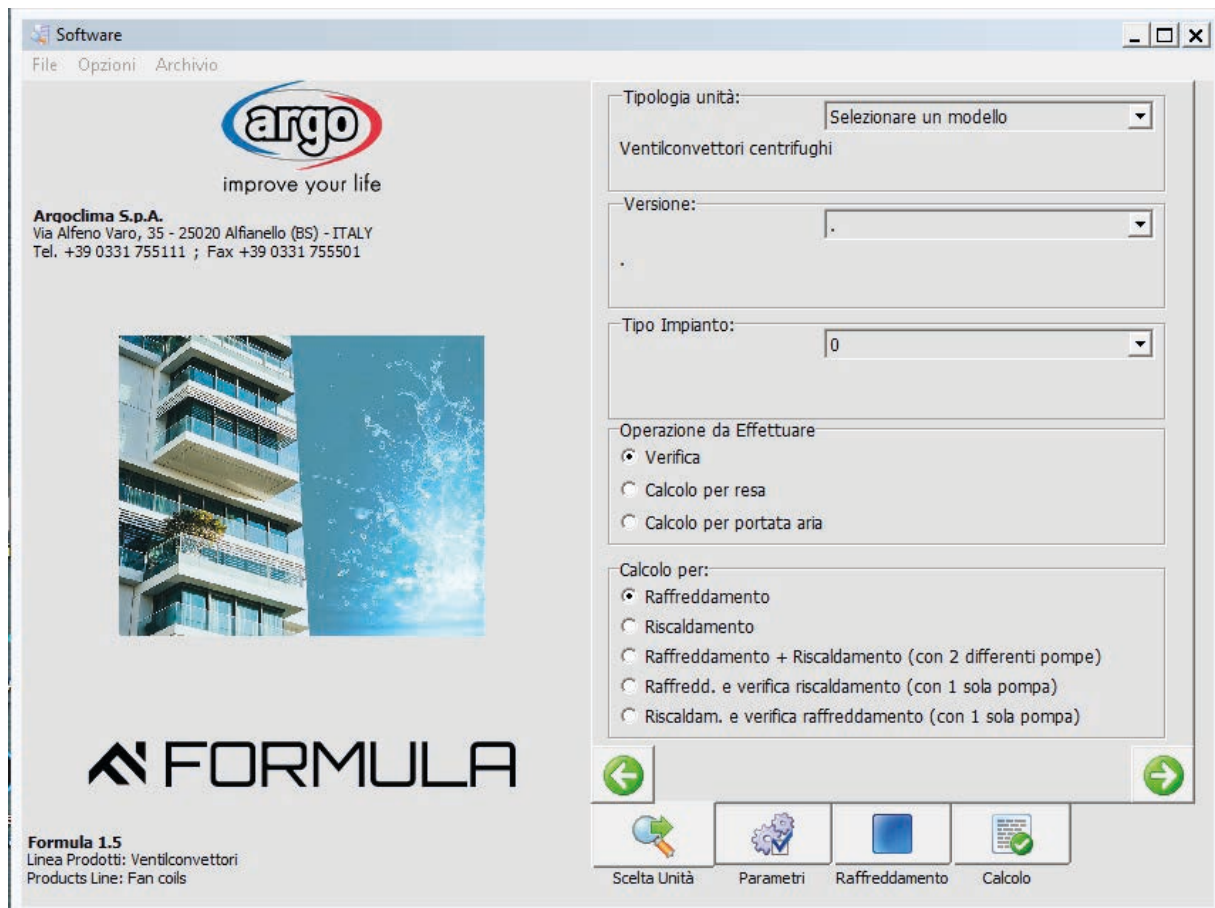 Software
File Opzioni Archivio
argo
improve your life
Argoclima S.p.A.
Via Alfeno Varo, 35 - 25020 Alfianello (BS) - ITALY
Tel. +39 0331 755111 ; Fax +39 0331 755501
FORMULA
Formula 1.5
Linea Prodotti: Ventilconvettori
Products Line: Fan coils
Tipologia unità:
Selezionare un modello
Ventilconvettori centrifughi
Versione:
.
.
Tipo Impianto:
0
Operazione da Effettuare
Verifica
Calcolo per resa
Calcolo per portata aria
Calcolo per:
Raffreddamento
Riscaldamento
Raffreddamento + Riscaldamento (con 2 differenti pompe)
Raffredd. e verifica riscaldamento (con 1 sola pompa)
Riscaldam. e verifica raffreddamento (con 1 sola pompa)
Scelta Unità Parametri Raffreddamento Calcolo